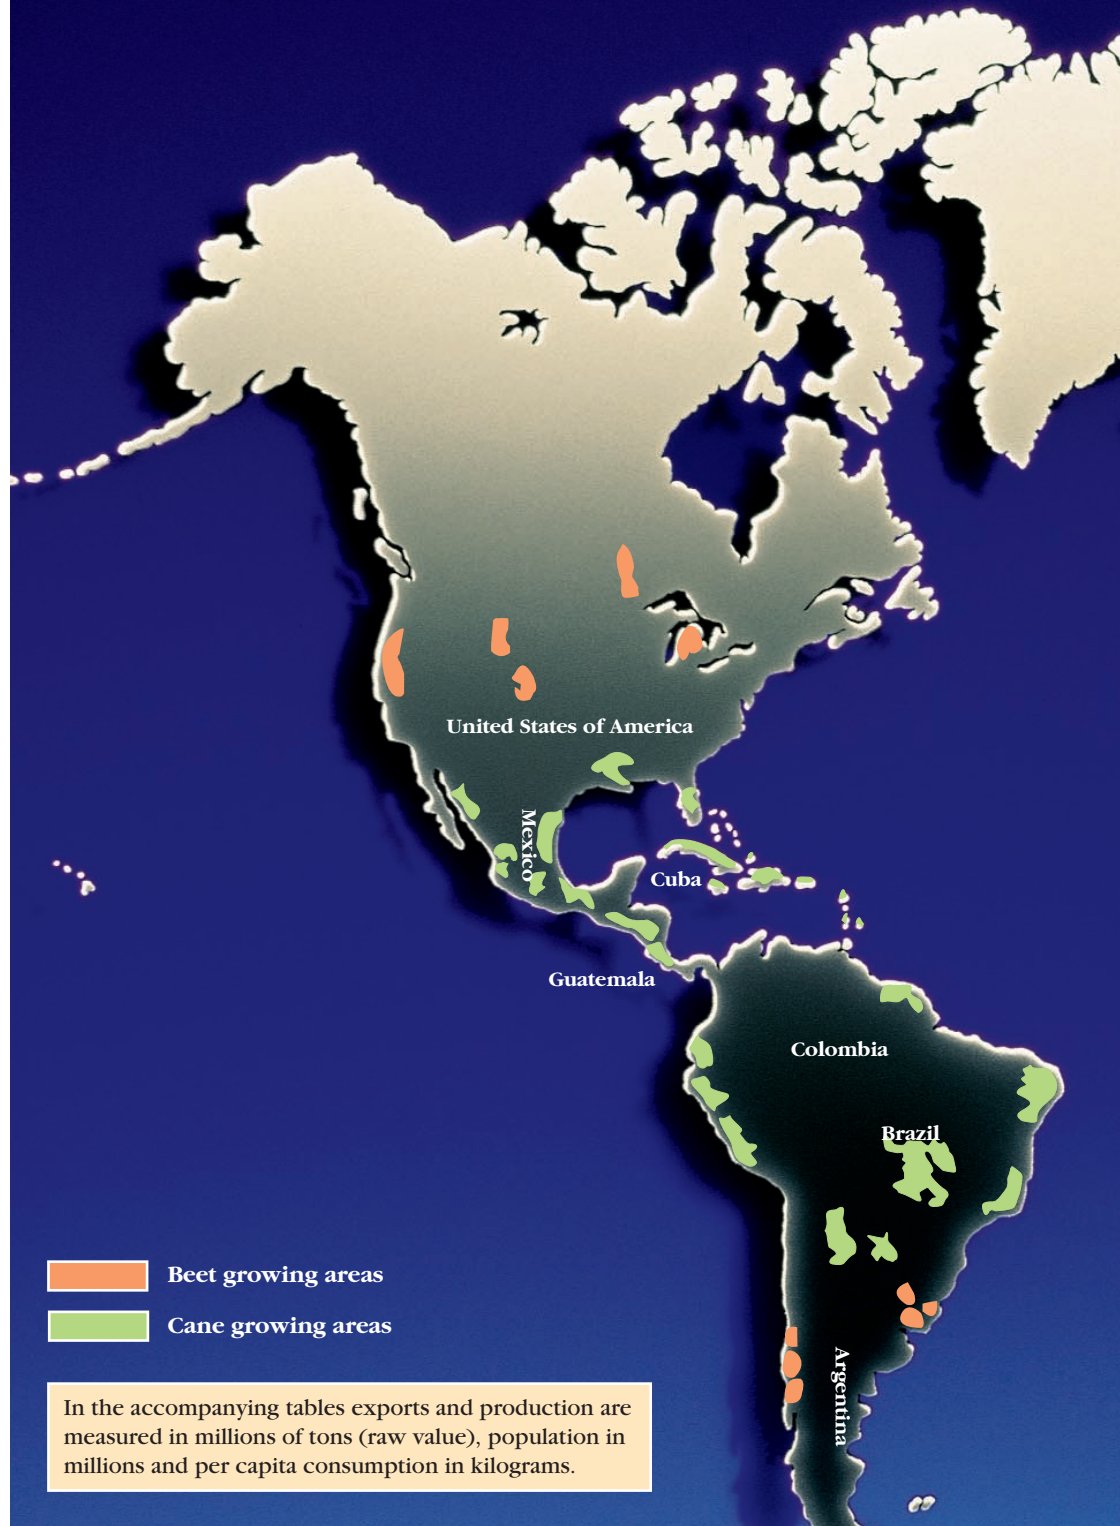 United States of America
Mexico
Cuba
Guatemala
Colombia
Brazil
Beet growing areas
Cane growing areas
Argentina
In the accompanying tables exports and production are
measured in millions of tons (raw value), population in
millions and per capita consumption in kilograms.